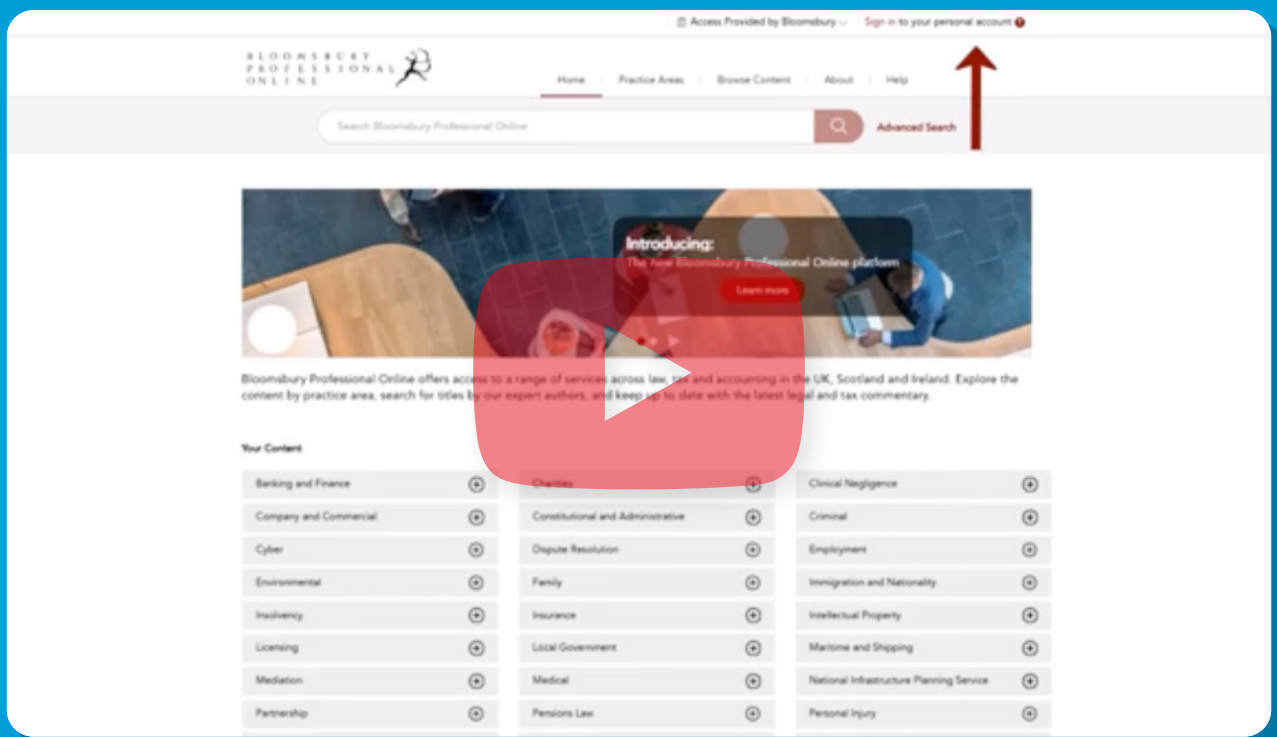 Access Provided by Bloomsbury
Sign in to your personal account ?
BLOOMSBURY
PROFESSIONAL
ONLINE
Home
Practice Areas
Browse Content
About
Help
Search Bloomsbury Professional Online
Advanced Search
Introducing:
The new Bloomsbury Professional Online platform
Learn more
Bloomsbury Professional Online offers access to a range of services across law, tax and accounting in the UK, Scotland and Ireland. Explore the
content by practice area, search for titles by our expert authors, and keep up to date with the latest legal and tax commentary.
Your Content
Banking and Finance
Charities
Clinical Negligence
Company and Commercial
Constitutional and Administrative
Criminal
Cyber
Dispute Resolution
Employment
Environmental
Family
Immigration and Nationality
Insolvency
Insurance
Intellectual Property
Licensing
Local Government
Maritime and Shipping
Mediation
Medical
National Infrastructure Planning Service
Partnership
Pensions Law
Personal Injury